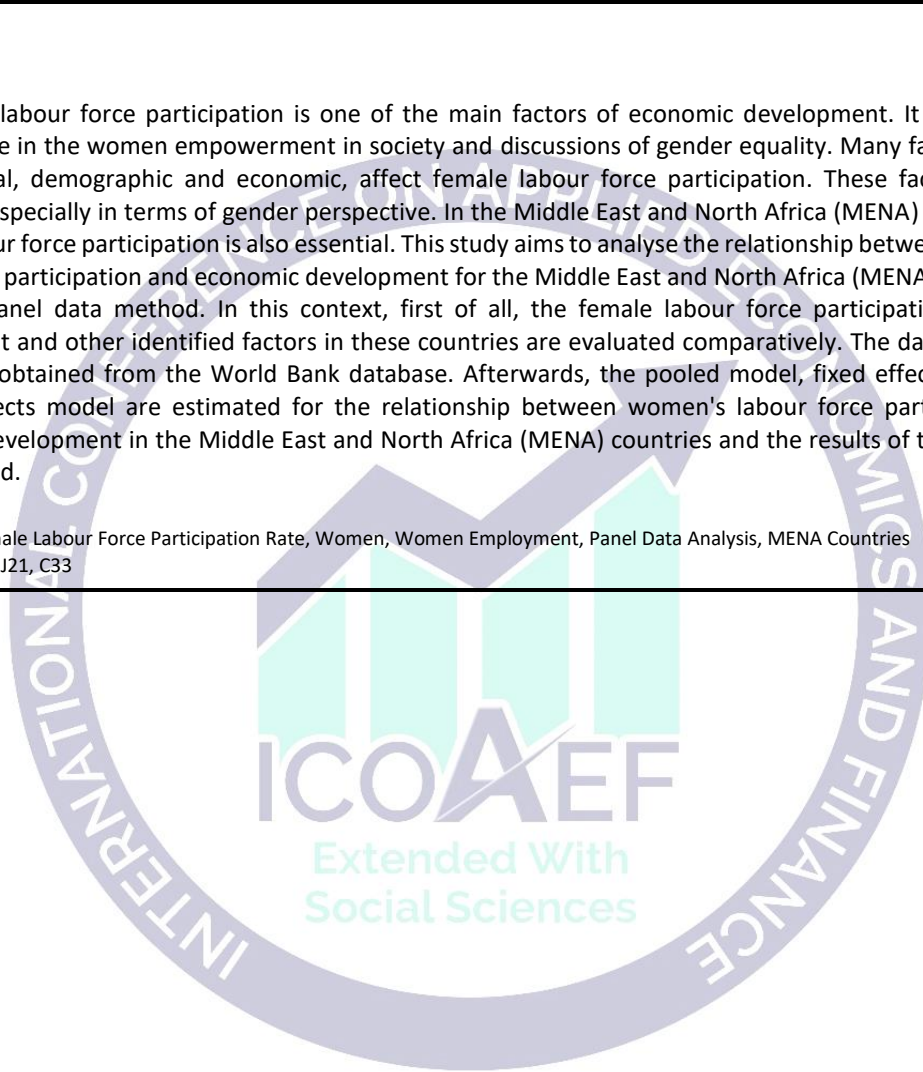 labour force participation is one of the main factors of economic development. It
e in the women empowerment in society and discussions of gender equality. Many fa
al, demographic and economic, affect female labour force participation. These fac
specially in terms of gender perspective. In the Middle East and North Africa (MENA)
ur force participation is also essential. This study aims to analyse the relationship betwe
participation and economic development for the Middle East and North Africa (MENA
anel data method. In this context, first of all, the female labour force participati
t and other identified factors in these countries are evaluated comparatively. The da
obtained from the World Bank database. Afterwards, the pooled model, fixed effec
ects model are estimated for the relationship between women's labour force part
evelopment in the Middle East and North Africa (MENA) countries and the results of t
d.
ale Labour Force Participation Rate, Women, Women Employment, Panel Data Analysis, MENA Countries
J21, C33
INTERNATIONAL CONFERENCE ON APPLIED ECONOMICS AND FINANCE
ICOAEF
Extended With
Social Sciences